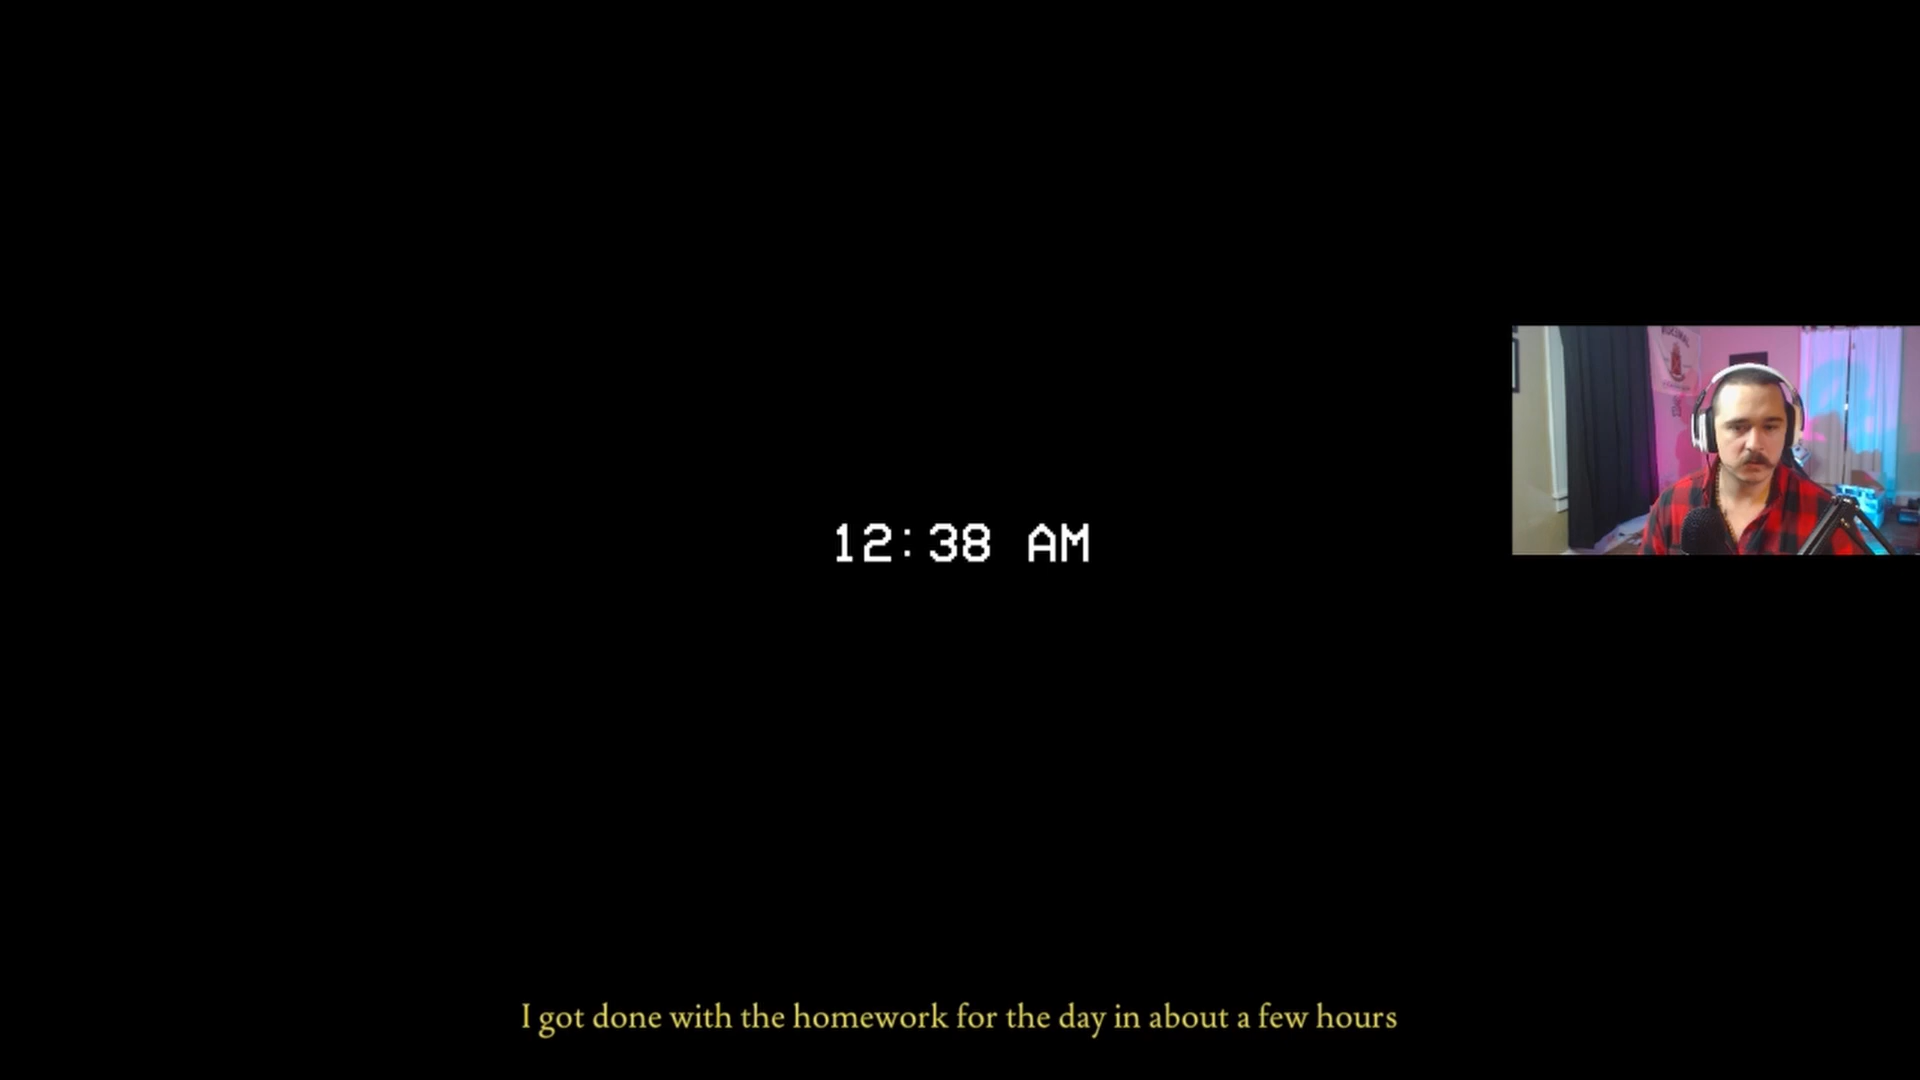 12:38 AM
I got done with the homework for the day in about a few hours